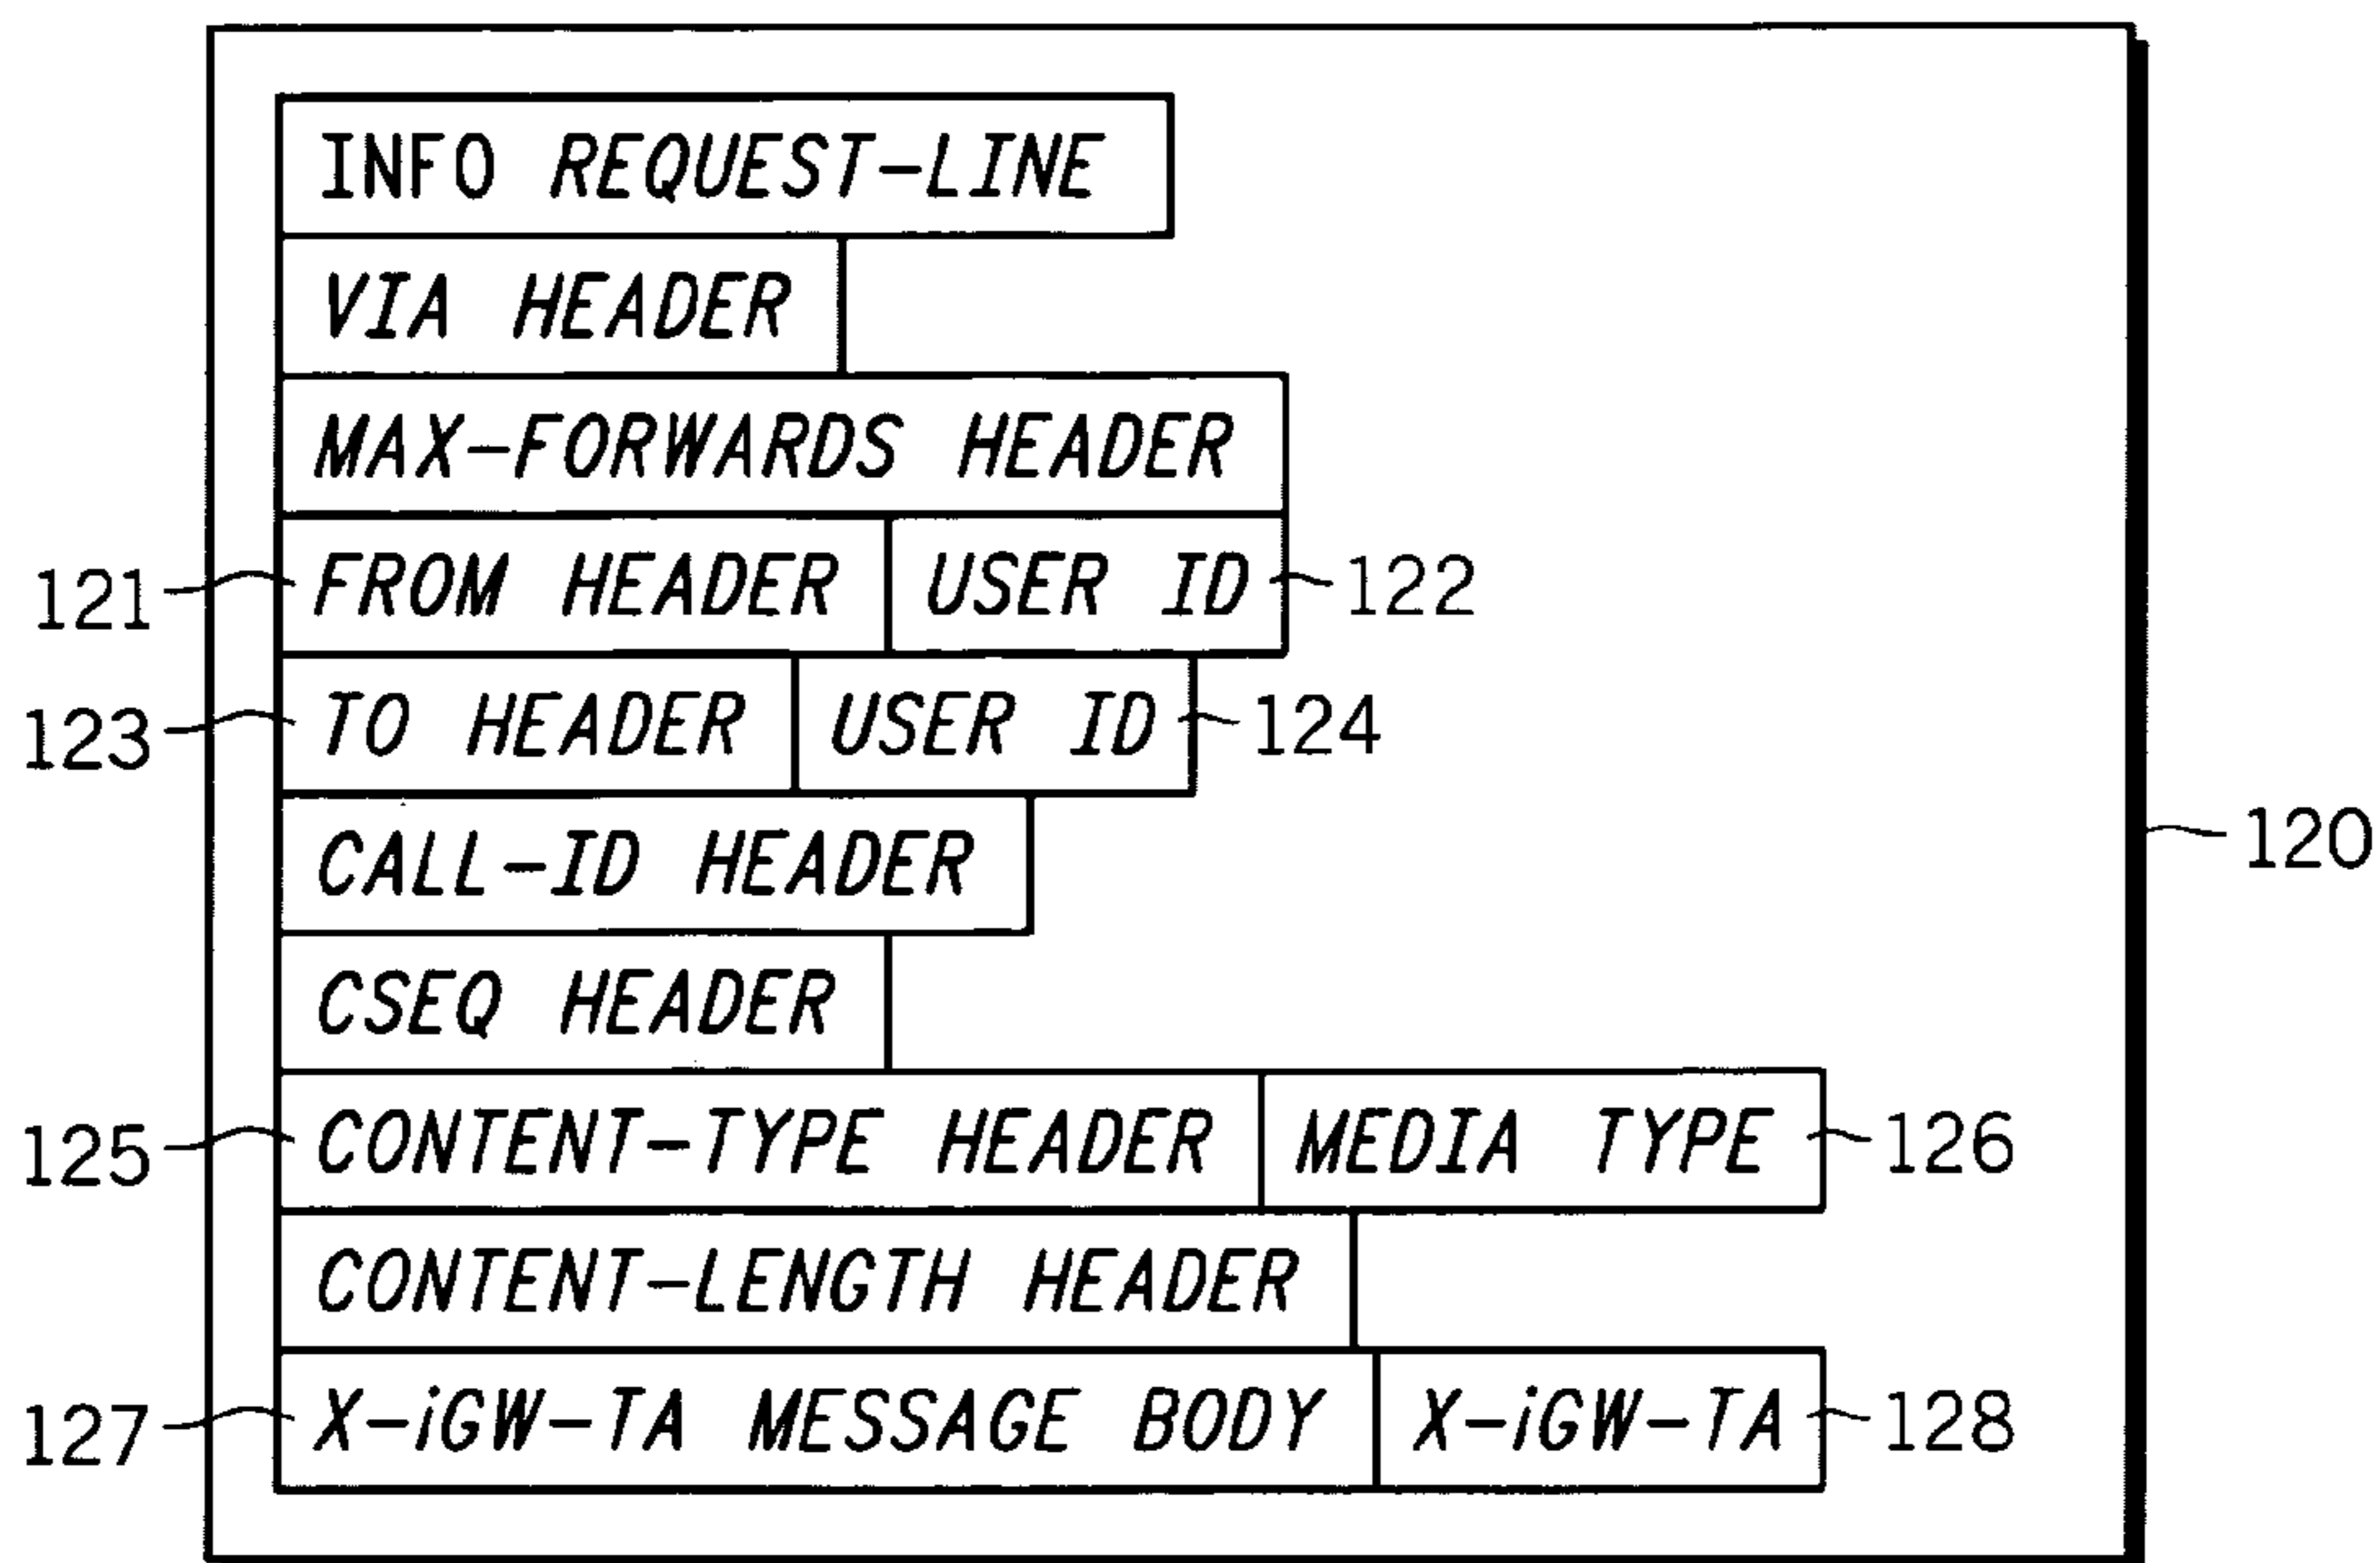 INFO REQUEST-LINE
VIA HEADER
MAX-FORWARDS HEADER
121 FROM HEADER USER ID 122
123 TO HEADER USER ID 124
CALL-ID HEADER 120
CSEQ HEADER
125 CONTENT-TYPE HEADER MEDIA TYPE 126
CONTENT-LENGTH HEADER
127 X-iGW-TA MESSAGE BODY X-iGW-TA 128